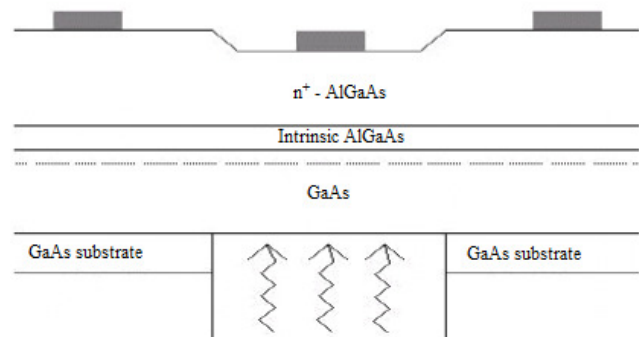 n⁺ - AlGaAs
Intrinsic AlGaAs
GaAs
GaAs substrate
GaAs substrate